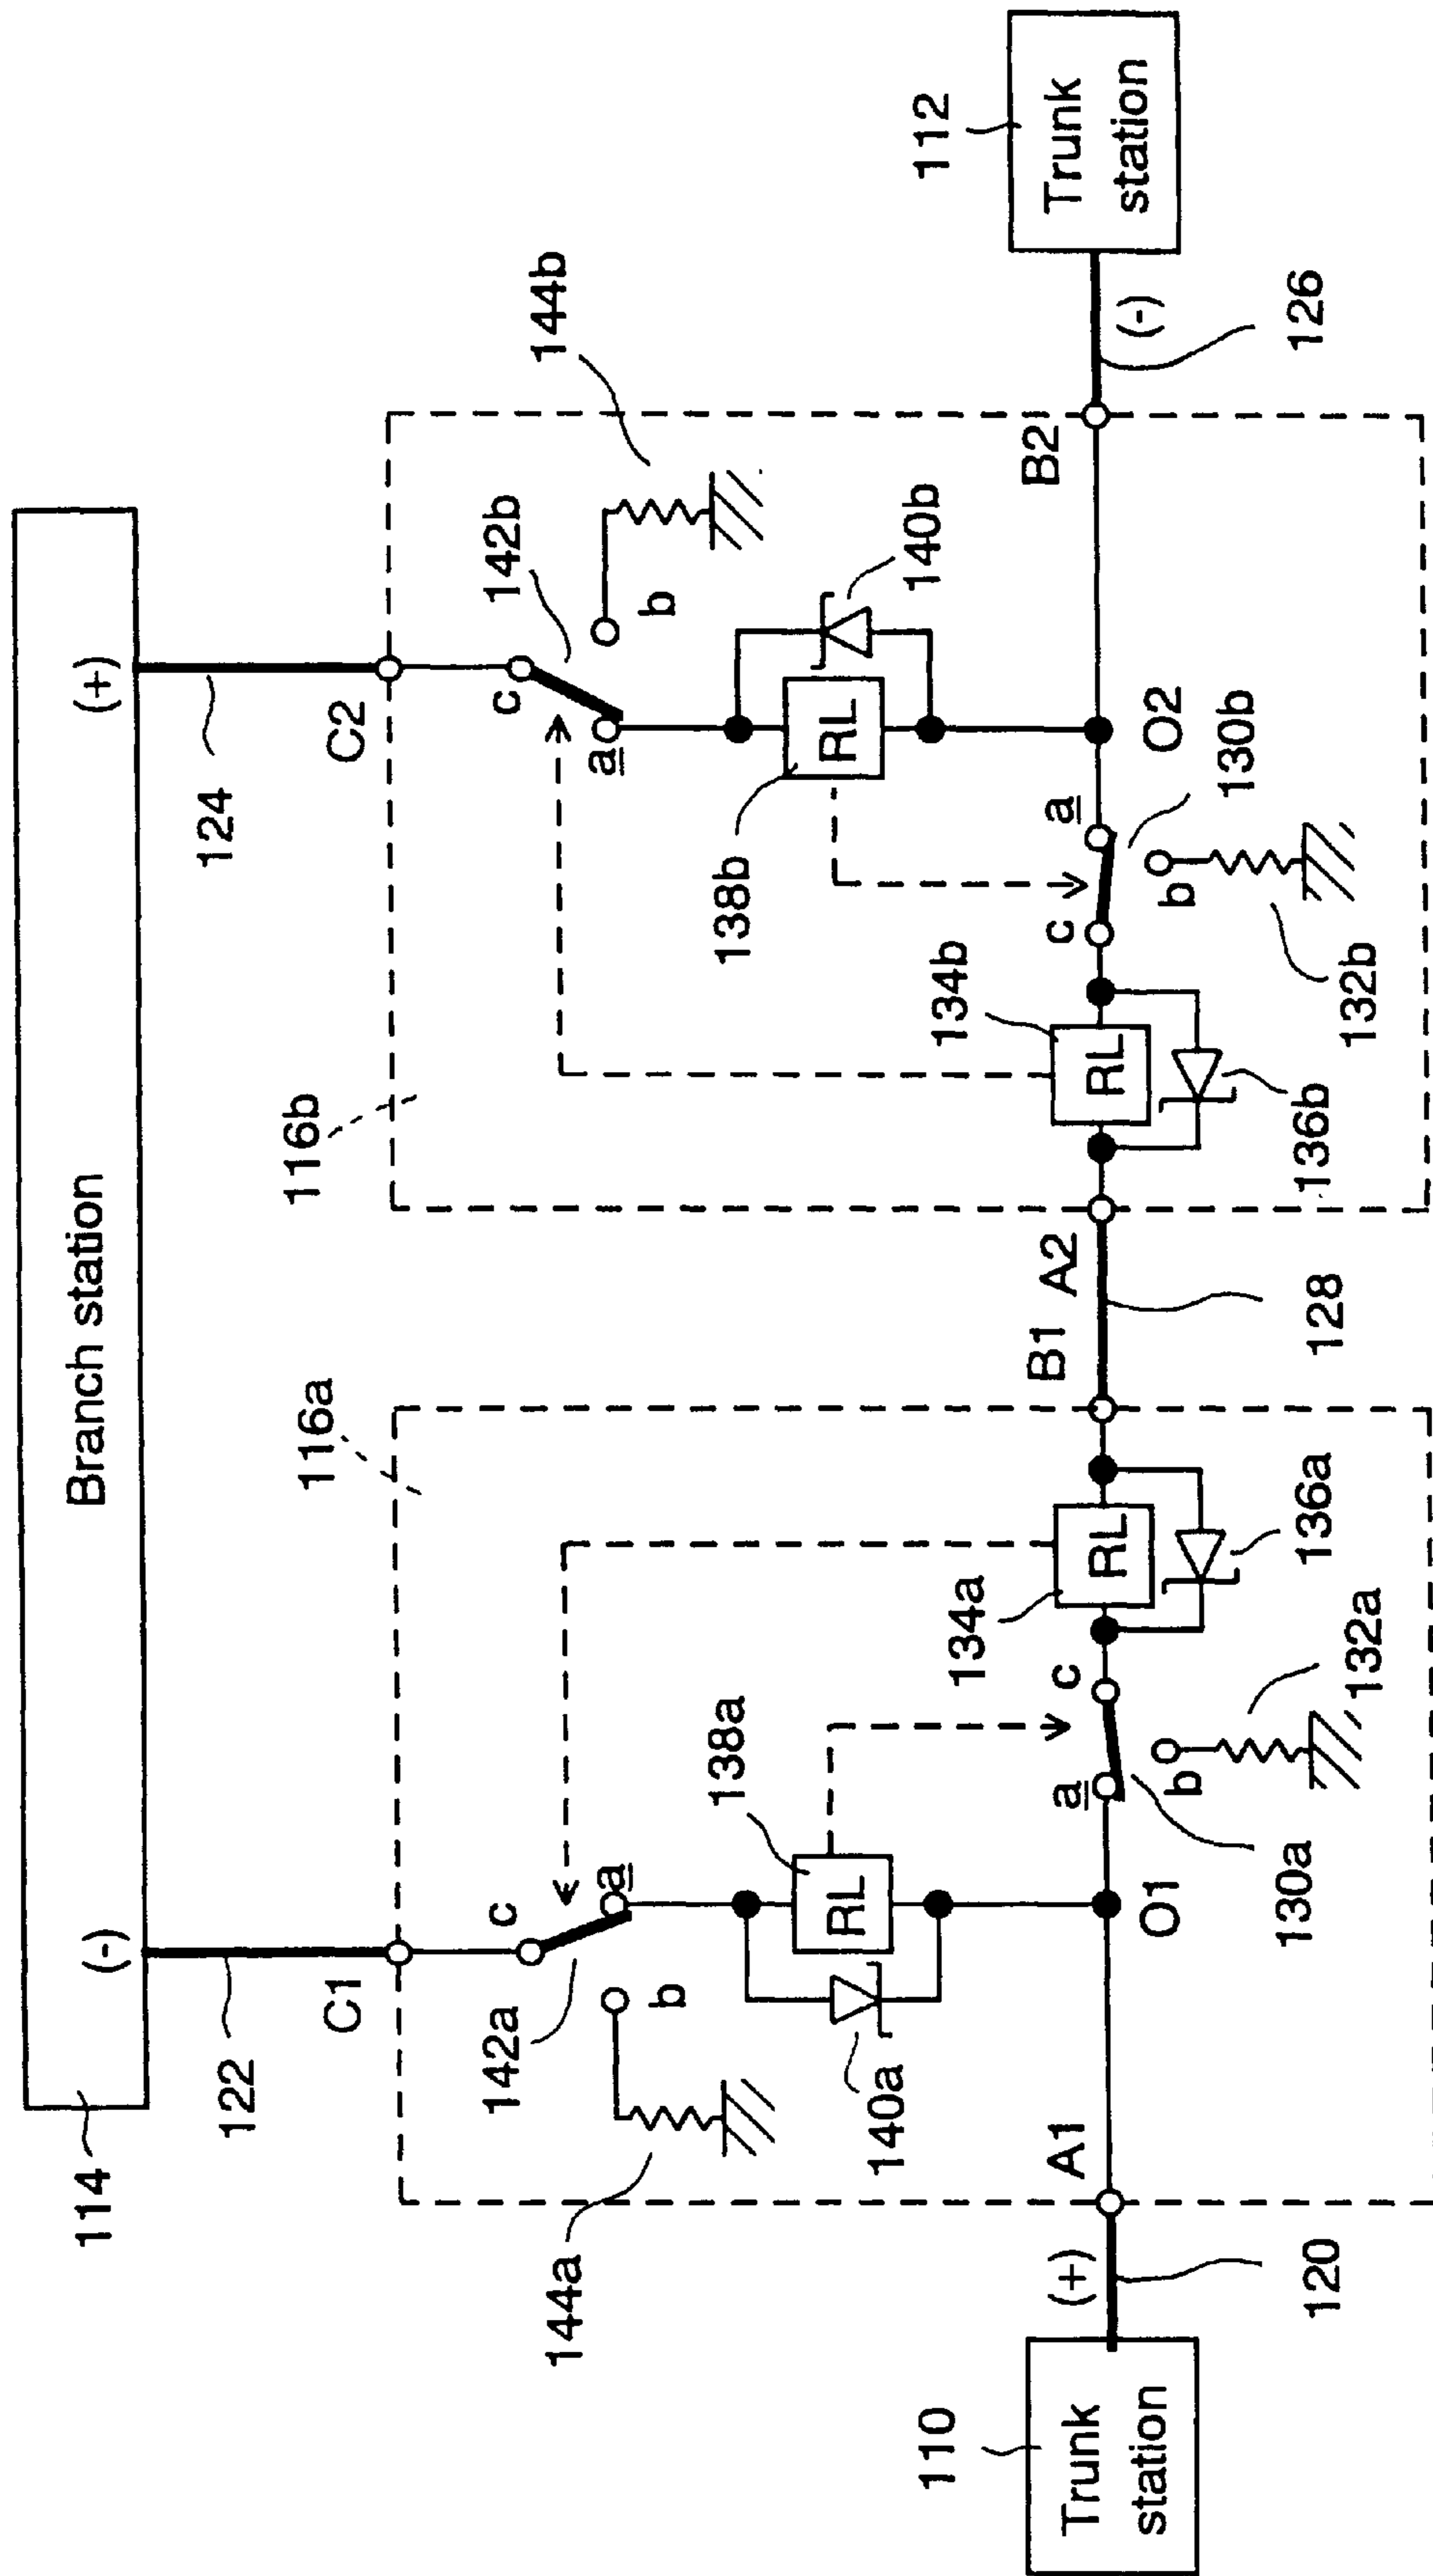 Branch station
(-)
(+)
114
122
124
C1
C2
116a
116b
c
c
142a
142b
a
a
b
b
144a
144b
138a
RL
140a
138b
RL
140b
Trunk
station
110
(+)
120
A1
O1
a
c
b
130a
132a
134a
RL
136a
B1
A2
128
134b
RL
136b
c
a
b
130b
132b
O2
B2
(-)
126
Trunk
station
112